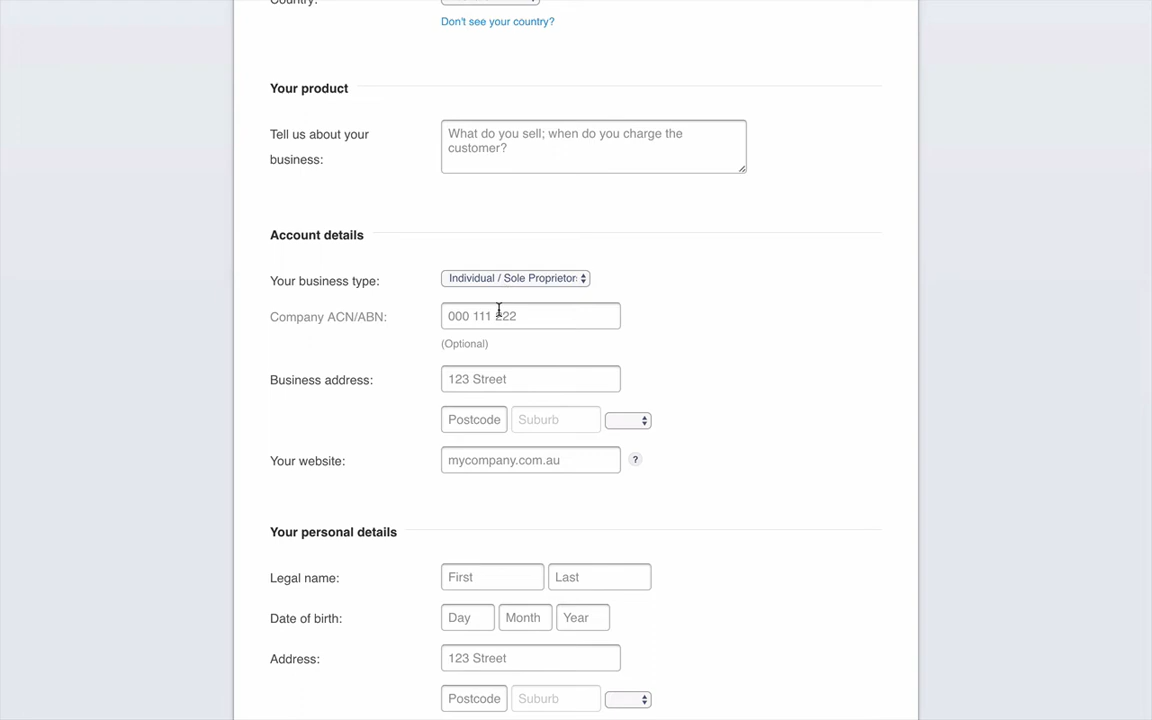 Country:
Don't see your country?
Your product
Tell us about your
business:
What do you sell; when do you charge the
customer?
Account details
Your business type:
Individual / Sole Proprietor
Company ACN/ABN:
000 111 222
(Optional)
Business address:
123 Street
Postcode
Suburb
Your website:
mycompany.com.au
?
Your personal details
Legal name:
First
Last
Date of birth:
Day
Month
Year
Address:
123 Street
Postcode
Suburb